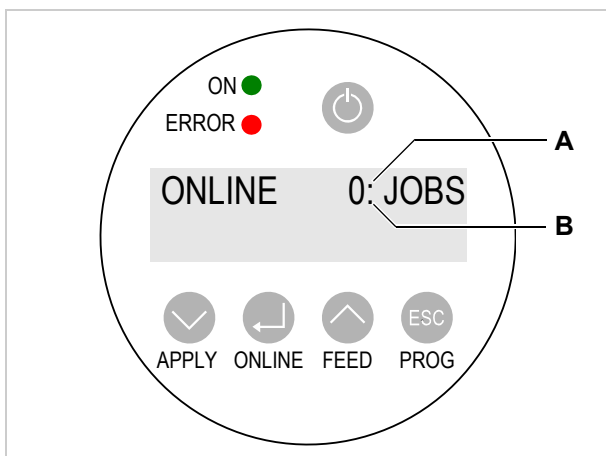 ON
ERROR
A
ONLINE 0: JOBS
B
ESC
APPLY ONLINE FEED PROG